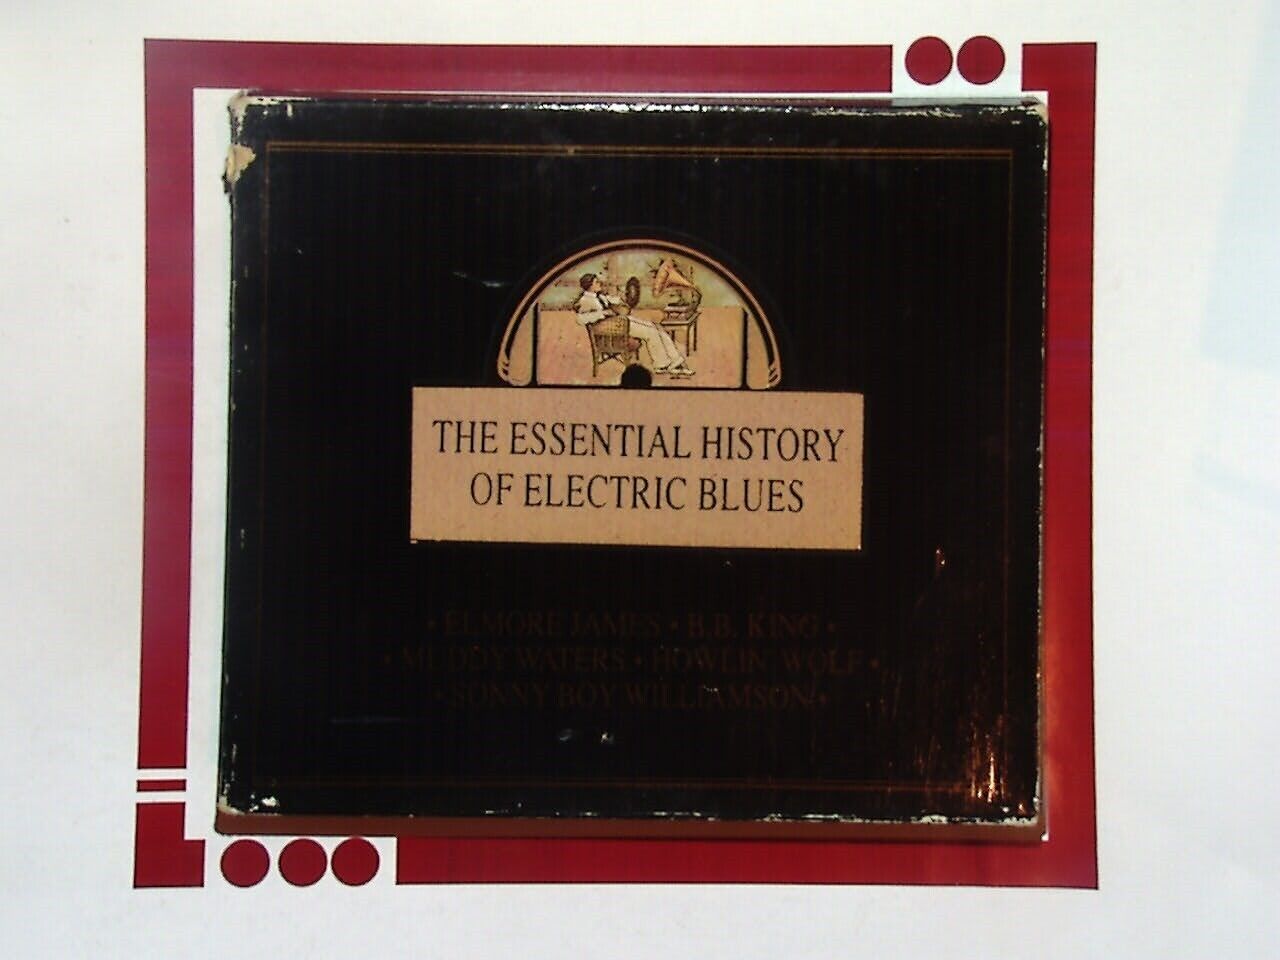 THE ESSENTIAL HISTORY
OF ELECTRIC BLUES
• ELMORE JAMES • B.B. KING •
• MUDDY WATERS • HOWLIN' WOLF •
• SONNY BOY WILLIAMSON •